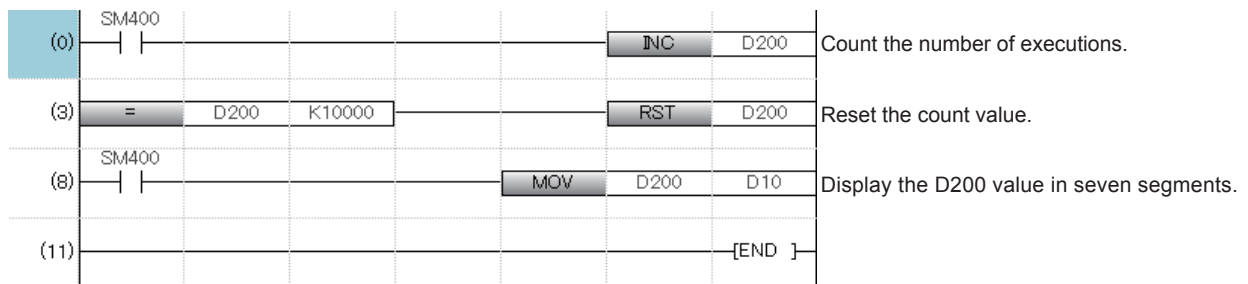 SM400
(0) INC D200 Count the number of executions.
(3) = D200 K10000 RST D200 Reset the count value.
SM400
(8) MOV D200 D10 Display the D200 value in seven segments.
(11) [END ]